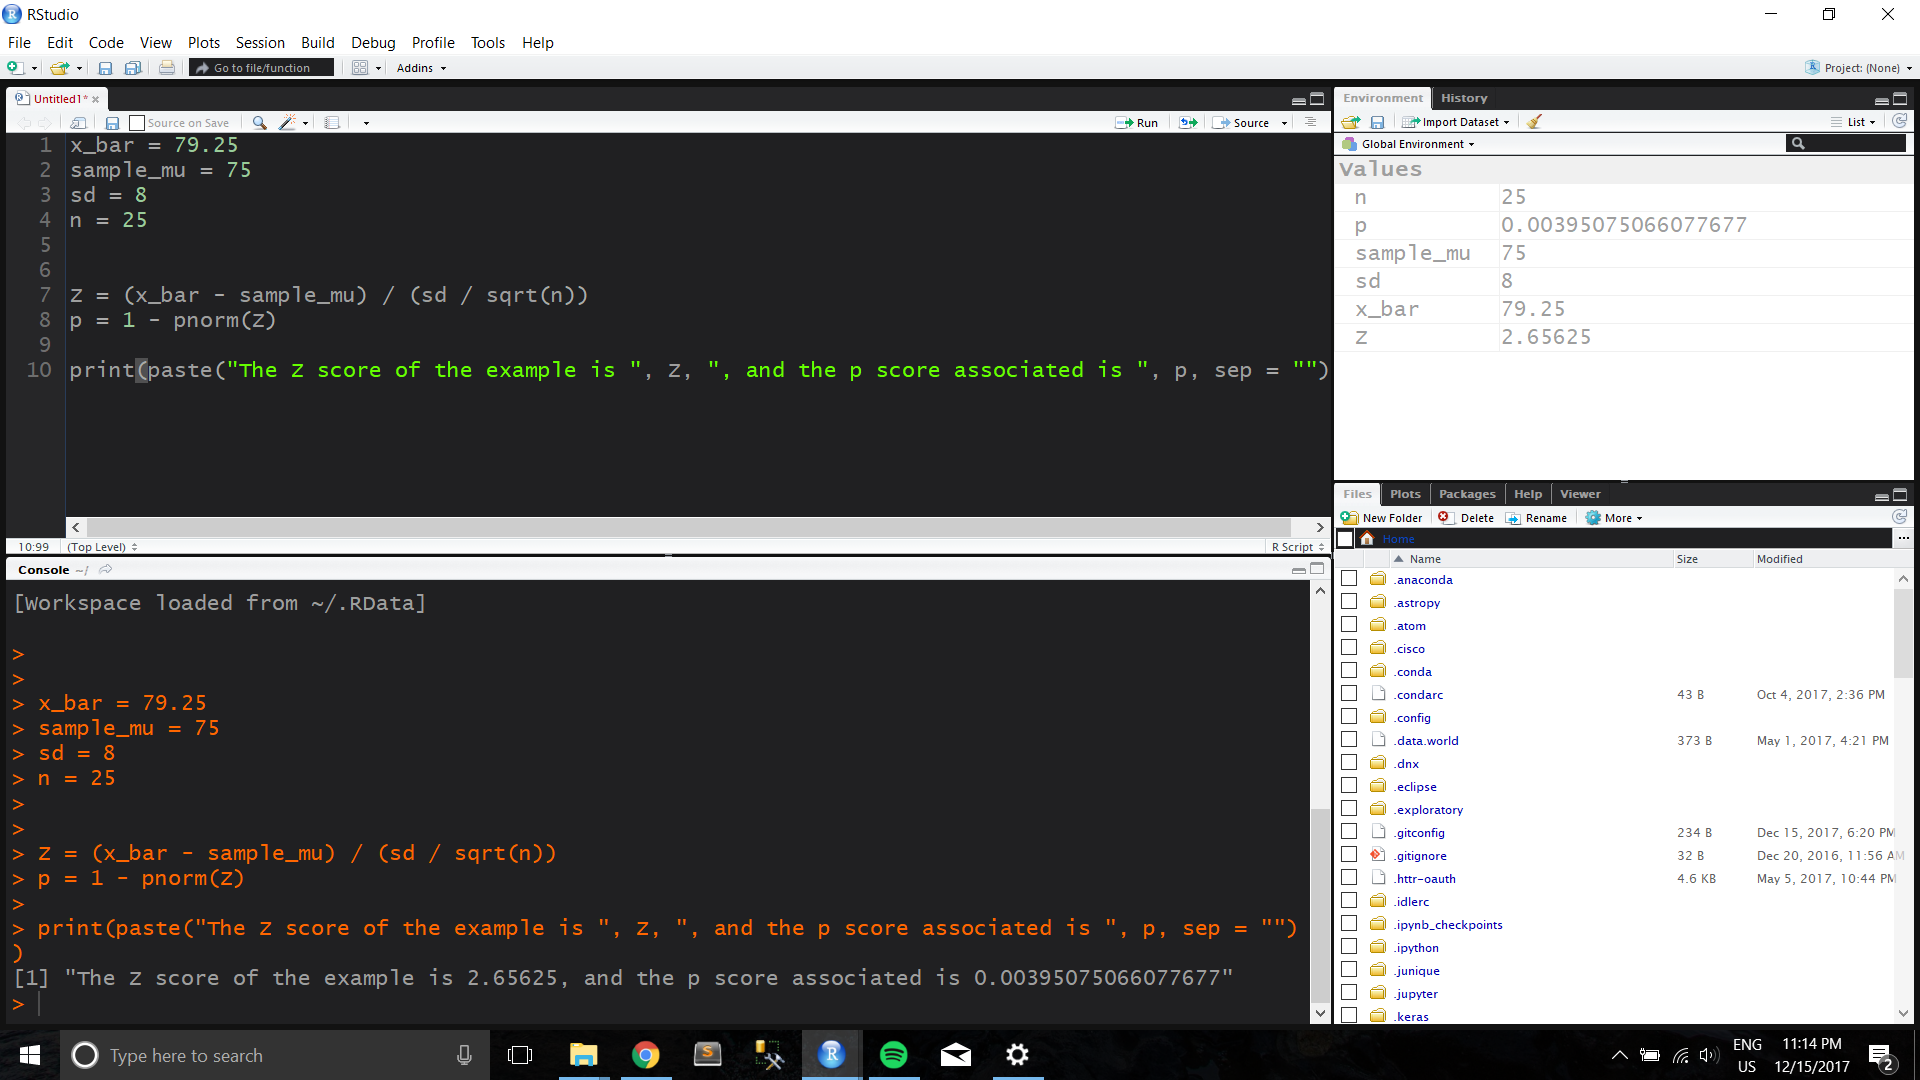 RStudio
File Edit Code View Plots Session Build Debug Profile Tools Help
Go to file/function Addins Project: (None)
Untitled1*
Source on Save Run Source
1 x_bar = 79.25
2 sample_mu = 75
3 sd = 8
4 n = 25
5
6
7 Z = (x_bar - sample_mu) / (sd / sqrt(n))
8 p = 1 - pnorm(Z)
9
10 print(paste("The Z score of the example is ", Z, ", and the p score associated is ", p, sep = "")
10:99 (Top Level) R Script
Console ~/
[Workspace loaded from ~/.RData]
>
>
> x_bar = 79.25
> sample_mu = 75
> sd = 8
> n = 25
>
>
> Z = (x_bar - sample_mu) / (sd / sqrt(n))
> p = 1 - pnorm(Z)
>
> print(paste("The Z score of the example is ", Z, ", and the p score associated is ", p, sep = "")
)
[1] "The Z score of the example is 2.65625, and the p score associated is 0.00395075066077677"
>
Environment History
Import Dataset List
Global Environment
Values
n 25
p 0.00395075066077677
sample_mu 75
sd 8
x_bar 79.25
Z 2.65625
Files Plots Packages Help Viewer
New Folder Delete Rename More
Home ...
Name Size Modified
.anaconda
.astropy
.atom
.cisco
.conda
.condarc 43 B Oct 4, 2017, 2:36 PM
.config
.data.world 373 B May 1, 2017, 4:21 PM
.dnx
.eclipse
.exploratory
.gitconfig 234 B Dec 15, 2017, 6:20 PM
.gitignore 32 B Dec 20, 2016, 11:56 AM
.httr-oauth 4.6 KB May 5, 2017, 10:44 PM
.idlerc
.ipynb_checkpoints
.ipython
.junique
.jupyter
.keras
Type here to search
ENG
US
11:14 PM
12/15/2017
2